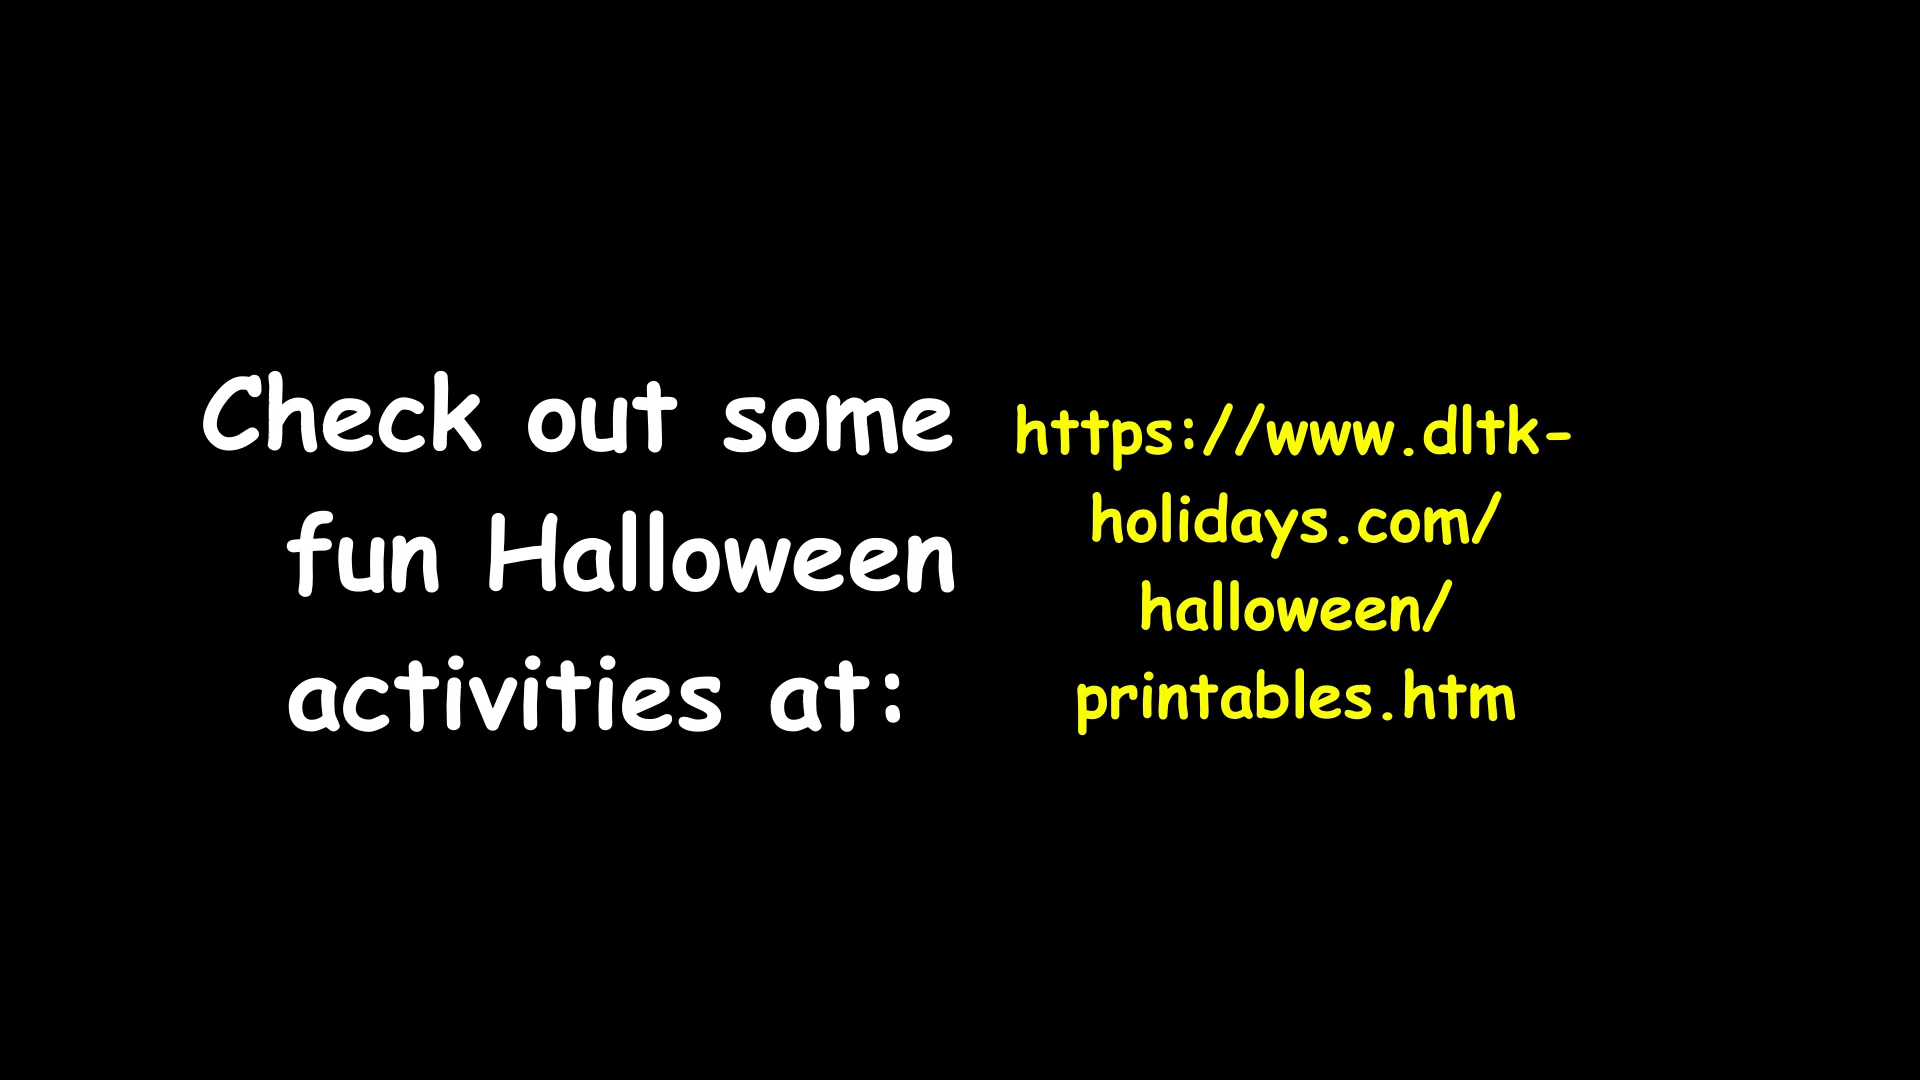 Check out some
fun Halloween
activities at:
https://www.dltk-
holidays.com/
halloween/
printables.htm